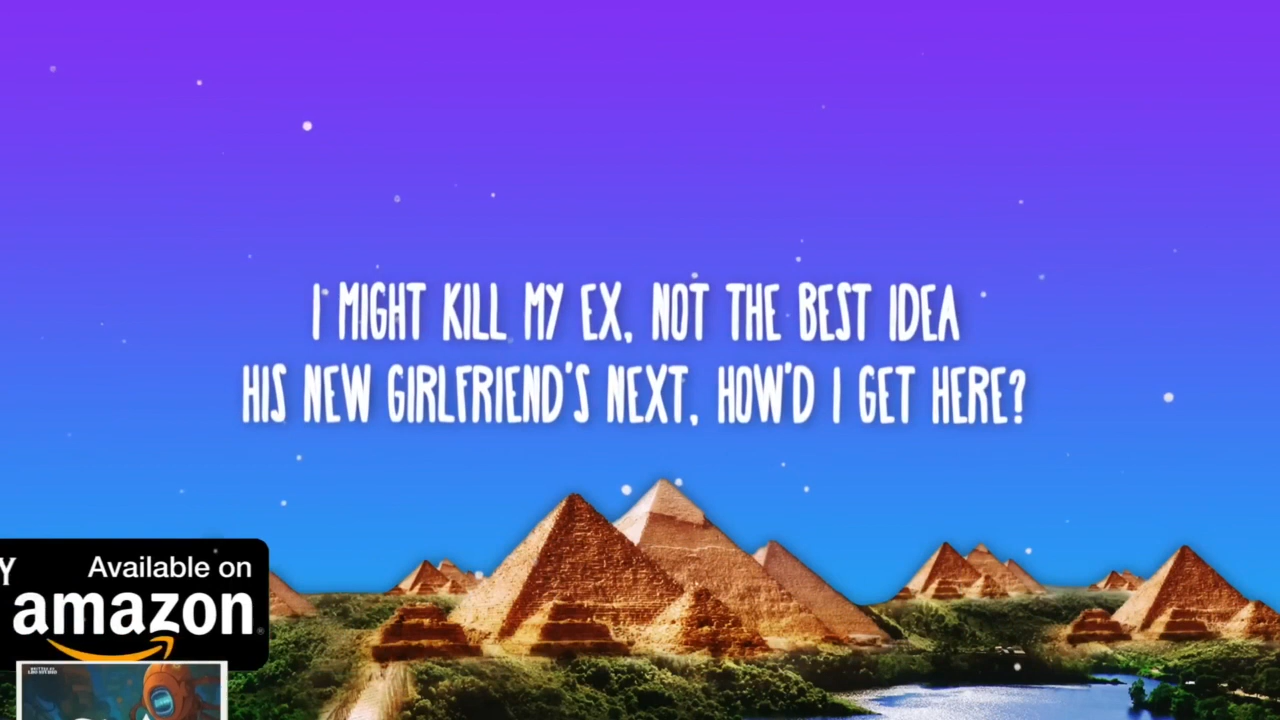 I MIGHT KILL MY EX, NOT THE BEST IDEA
HIS NEW GIRLFRIEND'S NEXT, HOW'D I GET HERE?
Y
Available on
amazon